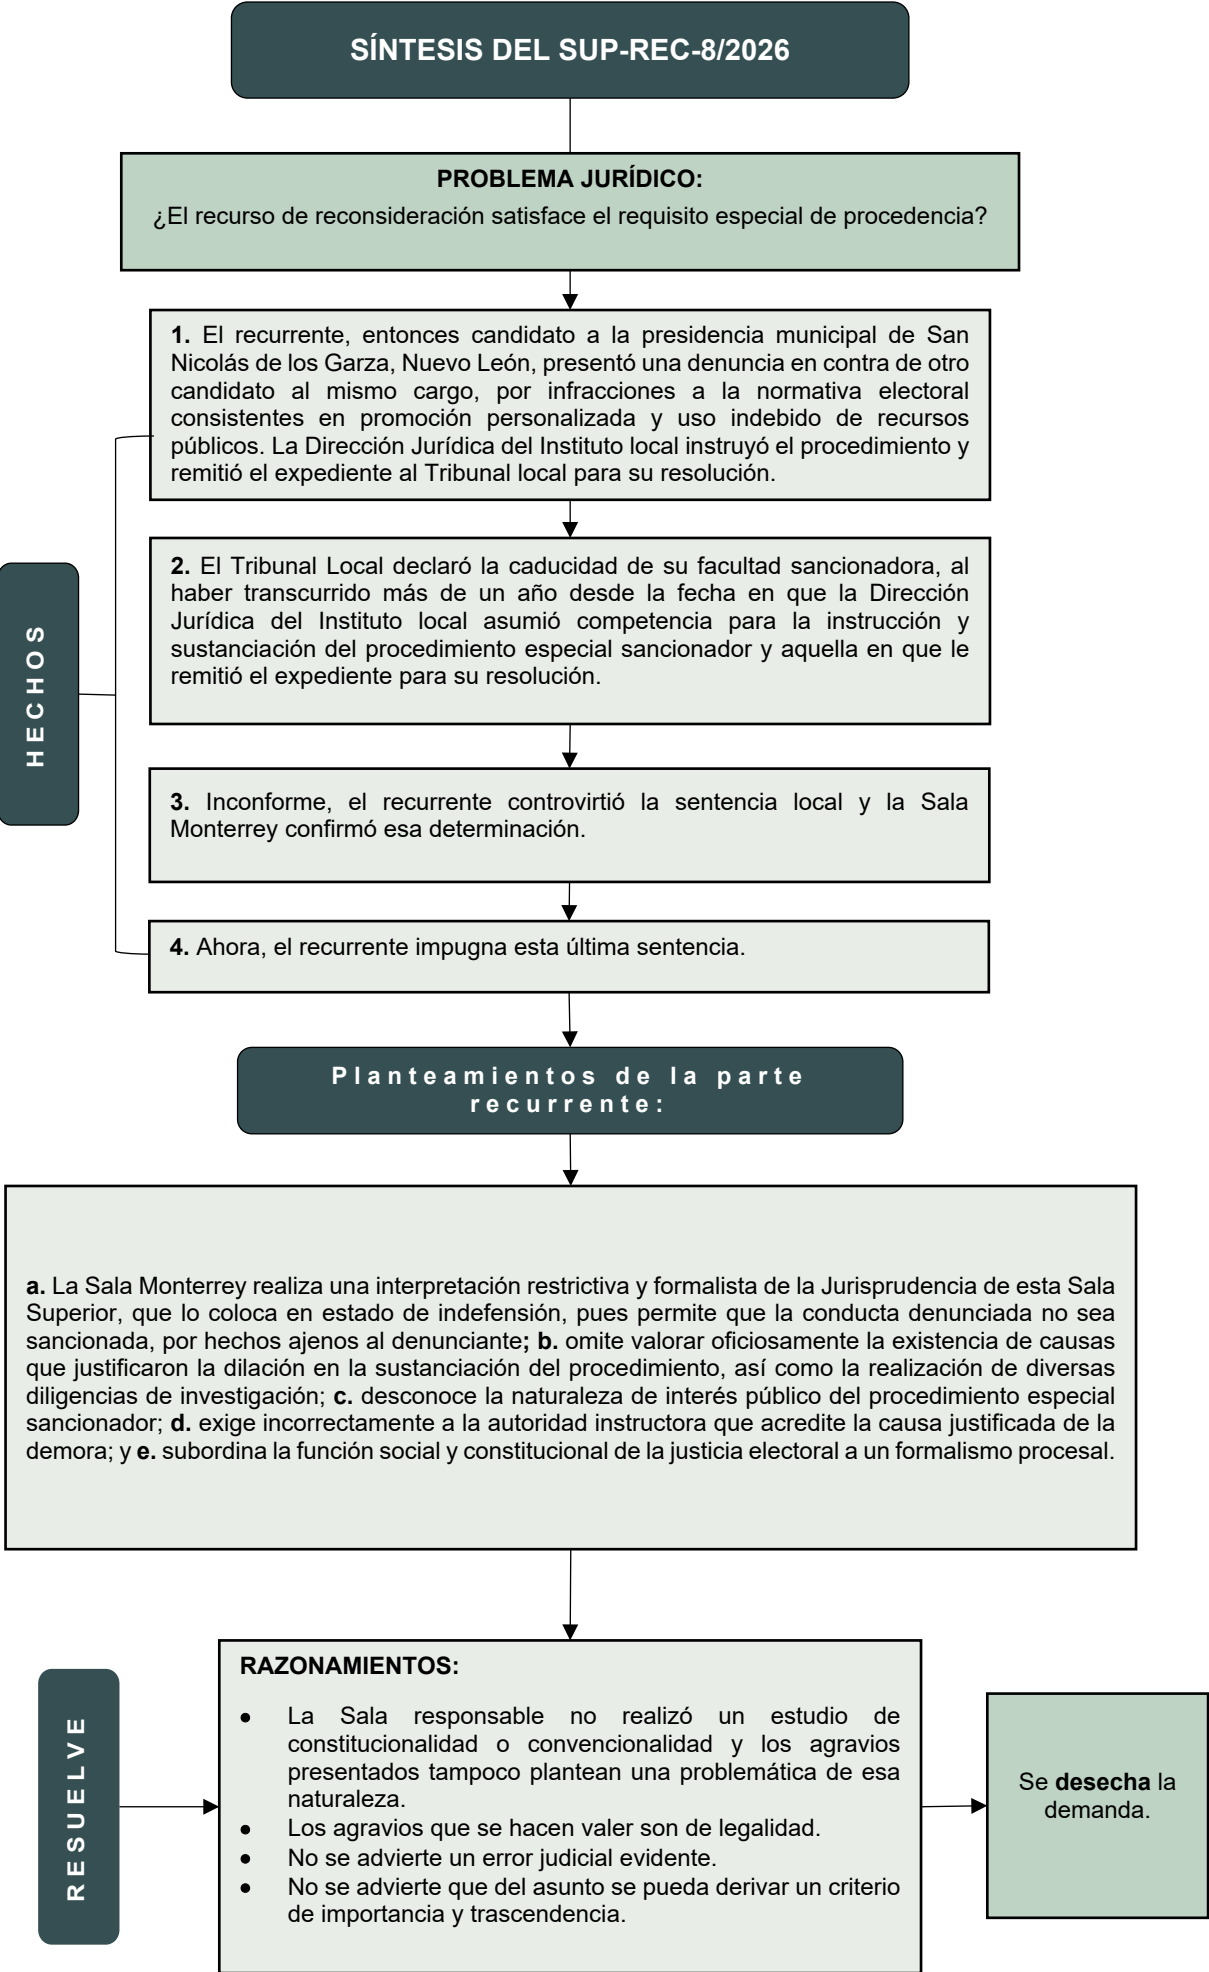 SÍNTESIS DEL SUP-REC-8/2026
PROBLEMA JURÍDICO:
¿El recurso de reconsideración satisface el requisito especial de procedencia?
HECHOS
1. El recurrente, entonces candidato a la presidencia municipal de San
Nicolás de los Garza, Nuevo León, presentó una denuncia en contra de otro
candidato al mismo cargo, por infracciones a la normativa electoral
consistentes en promoción personalizada y uso indebido de recursos
públicos. La Dirección Jurídica del Instituto local instruyó el procedimiento y
remitió el expediente al Tribunal local para su resolución.
2. El Tribunal Local declaró la caducidad de su facultad sancionadora, al
haber transcurrido más de un año desde la fecha en que la Dirección
Jurídica del Instituto local asumió competencia para la instrucción y
sustanciación del procedimiento especial sancionador y aquella en que le
remitió el expediente para su resolución.
3. Inconforme, el recurrente controvirtió la sentencia local y la Sala
Monterrey confirmó esa determinación.
4. Ahora, el recurrente impugna esta última sentencia.
Planteamientos de la parte
recurrente:
a. La Sala Monterrey realiza una interpretación restrictiva y formalista de la Jurisprudencia de esta Sala
Superior, que lo coloca en estado de indefensión, pues permite que la conducta denunciada no sea
sancionada, por hechos ajenos al denunciante; b. omite valorar oficiosamente la existencia de causas
que justificaron la dilación en la sustanciación del procedimiento, así como la realización de diversas
diligencias de investigación; c. desconoce la naturaleza de interés público del procedimiento especial
sancionador; d. exige incorrectamente a la autoridad instructora que acredite la causa justificada de la
demora; y e. subordina la función social y constitucional de la justicia electoral a un formalismo procesal.
RESUELVE
RAZONAMIENTOS:
● La Sala responsable no realizó un estudio de
constitucionalidad o convencionalidad y los agravios
presentados tampoco plantean una problemática de esa
naturaleza.
● Los agravios que se hacen valer son de legalidad.
● No se advierte un error judicial evidente.
● No se advierte que del asunto se pueda derivar un criterio
de importancia y trascendencia.
Se desecha la
demanda.